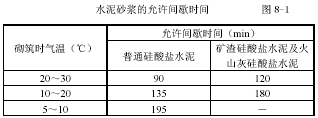 水泥砂浆的允许间歇时间 图 8-1
砌筑时气温（℃） 允许间歇时间（min）
普通硅酸盐水泥 矿渣硅酸盐水泥及火
山灰硅酸盐水泥
20～30 90 120
10～20 135 180
5～10 195 —